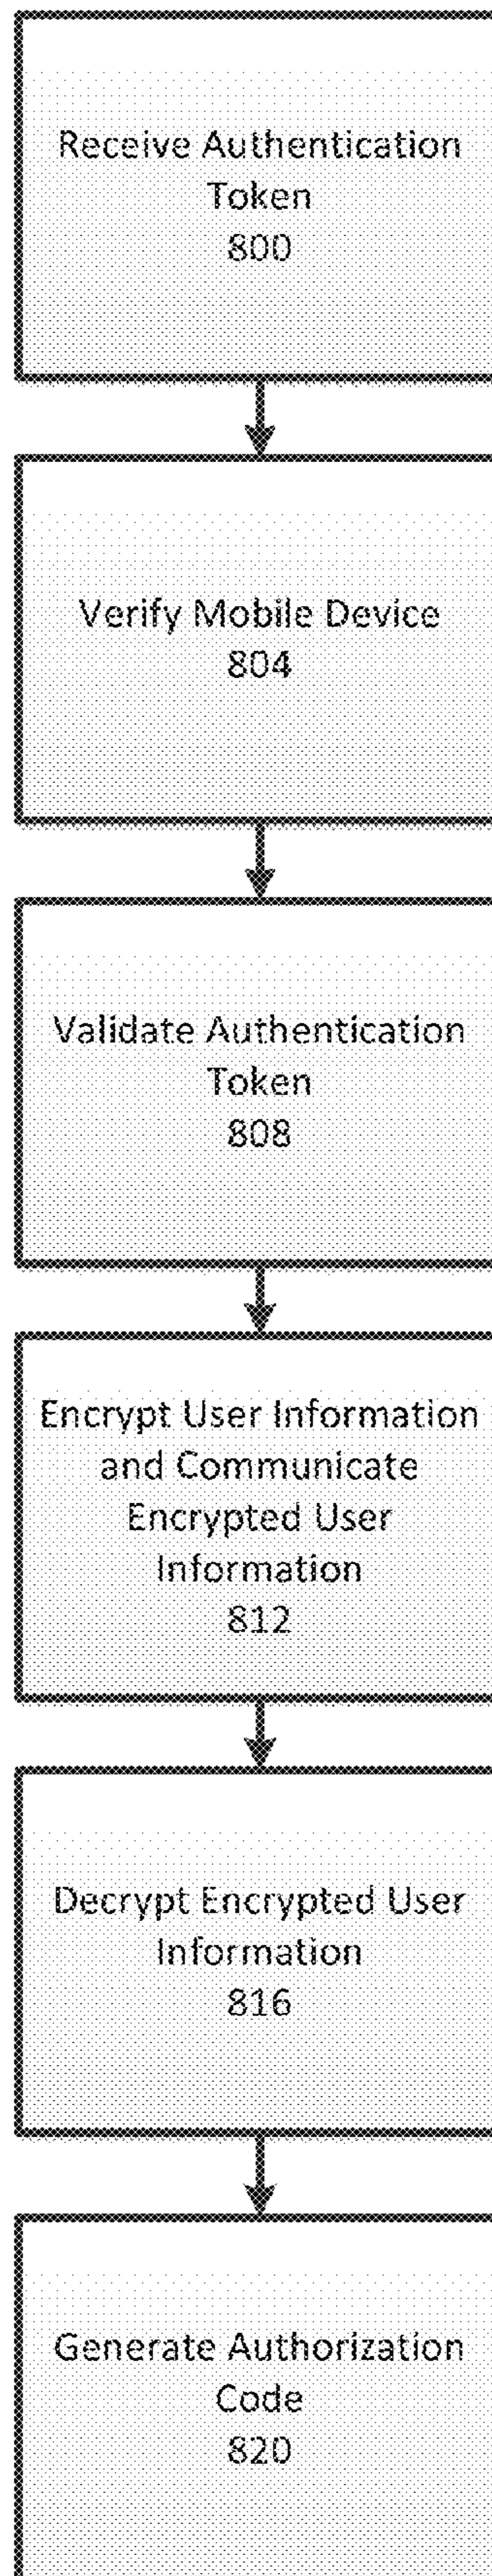 Receive Authentication
Token
800
Verify Mobile Device
804
Validate Authentication
Token
808
Encrypt User Information
and Communicate
Encrypted User
Information
812
Decrypt Encrypted User
Information
816
Generate Authorization
Code
820